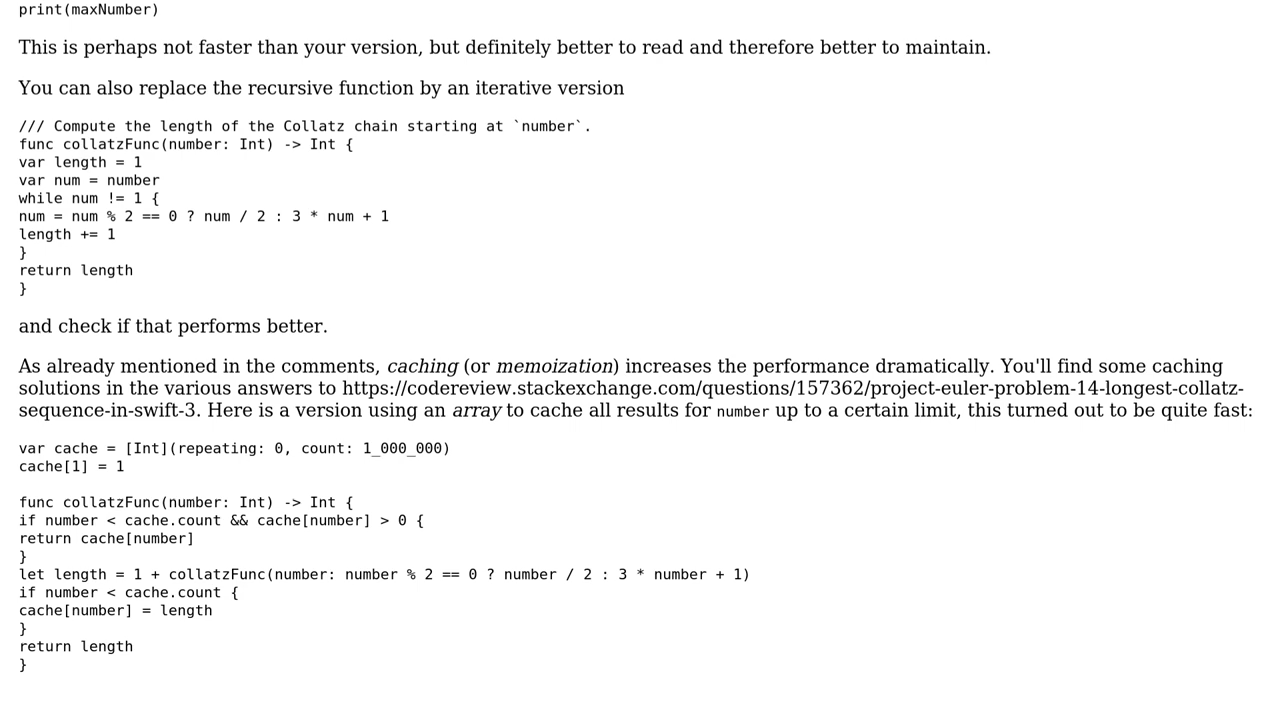 print(maxNumber)
This is perhaps not faster than your version, but definitely better to read and therefore better to maintain.
You can also replace the recursive function by an iterative version
/// Compute the length of the Collatz chain starting at `number`.
func collatzFunc(number: Int) -> Int {
var length = 1
var num = number
while num != 1 {
num = num % 2 == 0 ? num / 2 : 3 * num + 1
length += 1
}
return length
}
and check if that performs better.
As already mentioned in the comments, caching (or memoization) increases the performance dramatically. You'll find some caching
solutions in the various answers to https://codereview.stackexchange.com/questions/157362/project-euler-problem-14-longest-collatz-
sequence-in-swift-3. Here is a version using an array to cache all results for number up to a certain limit, this turned out to be quite fast:
var cache = [Int](repeating: 0, count: 1_000_000)
cache[1] = 1
func collatzFunc(number: Int) -> Int {
if number < cache.count && cache[number] > 0 {
return cache[number]
}
let length = 1 + collatzFunc(number: number % 2 == 0 ? number / 2 : 3 * number + 1)
if number < cache.count {
cache[number] = length
}
return length
}